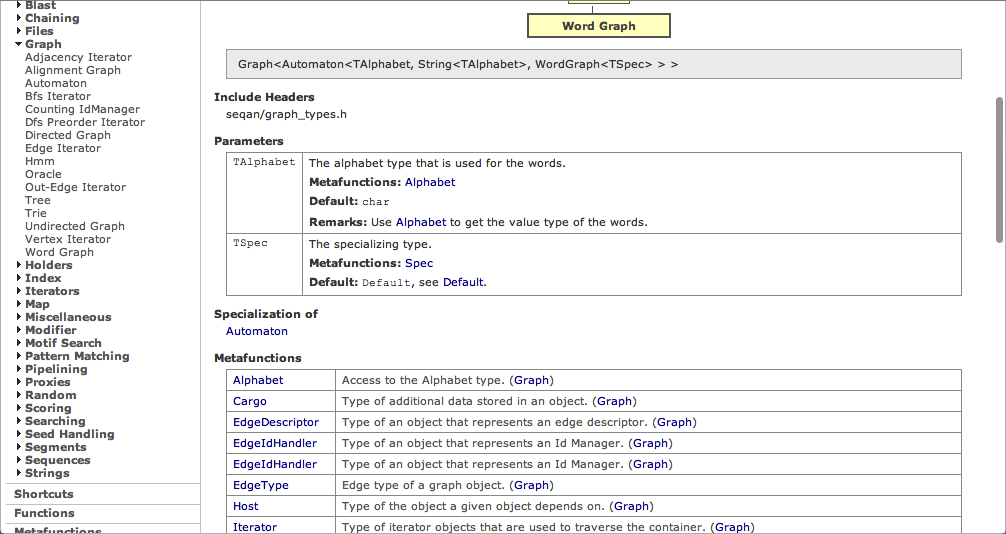 Blast
Chaining
Files
Graph
Adjacency Iterator
Alignment Graph
Automaton
Bfs Iterator
Counting IdManager
Dfs Preorder Iterator
Directed Graph
Edge Iterator
Hmm
Oracle
Out-Edge Iterator
Tree
Trie
Undirected Graph
Vertex Iterator
Word Graph
Holders
Index
Iterators
Map
Miscellaneous
Modifier
Motif Search
Pattern Matching
Pipelining
Proxies
Random
Scoring
Searching
Seed Handling
Segments
Sequences
Strings
Shortcuts
Functions
Metafunctions
Word Graph
Graph<Automaton<TAlphabet, String<TAlphabet>, WordGraph<TSpec> > >
Include Headers
seqan/graph_types.h
Parameters
TAlphabet The alphabet type that is used for the words.
Metafunctions: Alphabet
Default: char
Remarks: Use Alphabet to get the value type of the words.
TSpec The specializing type.
Metafunctions: Spec
Default: Default, see Default.
Specialization of
Automaton
Metafunctions
Alphabet Access to the Alphabet type. (Graph)
Cargo Type of additional data stored in an object. (Graph)
EdgeDescriptor Type of an object that represents an edge descriptor. (Graph)
EdgeIdHandler Type of an object that represents an Id Manager. (Graph)
EdgeIdHandler Type of an object that represents an Id Manager. (Graph)
EdgeType Edge type of a graph object. (Graph)
Host Type of the object a given object depends on. (Graph)
Iterator Type of iterator objects that are used to traverse the container. (Graph)